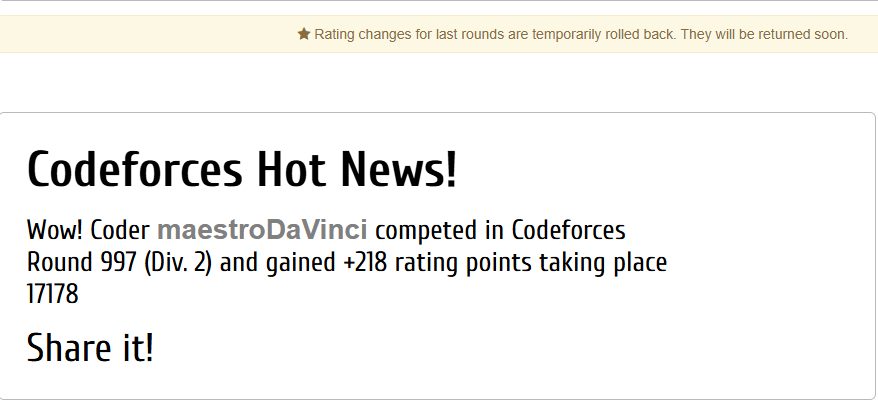 ★ Rating changes for last rounds are temporarily rolled back. They will be returned soon.
Codeforces Hot News!
Wow! Coder maestroDaVinci competed in Codeforces
Round 997 (Div. 2) and gained +218 rating points taking place
17178
Share it!